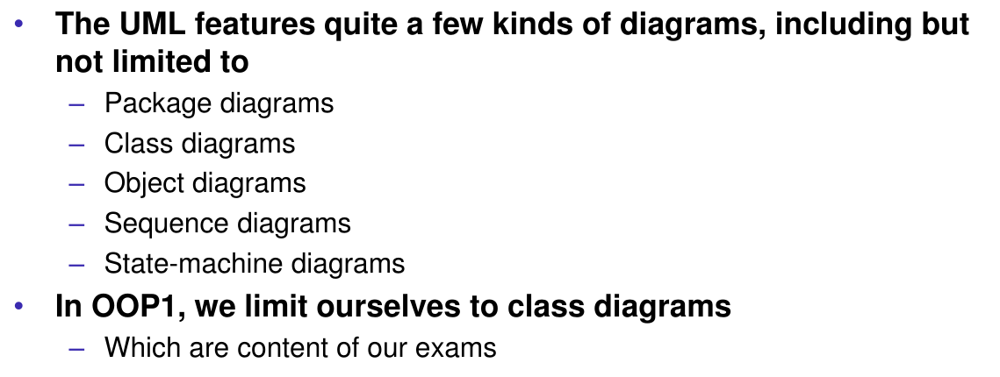 • The UML features quite a few kinds of diagrams, including but
not limited to
– Package diagrams
– Class diagrams
– Object diagrams
– Sequence diagrams
– State-machine diagrams
• In OOP1, we limit ourselves to class diagrams
– Which are content of our exams